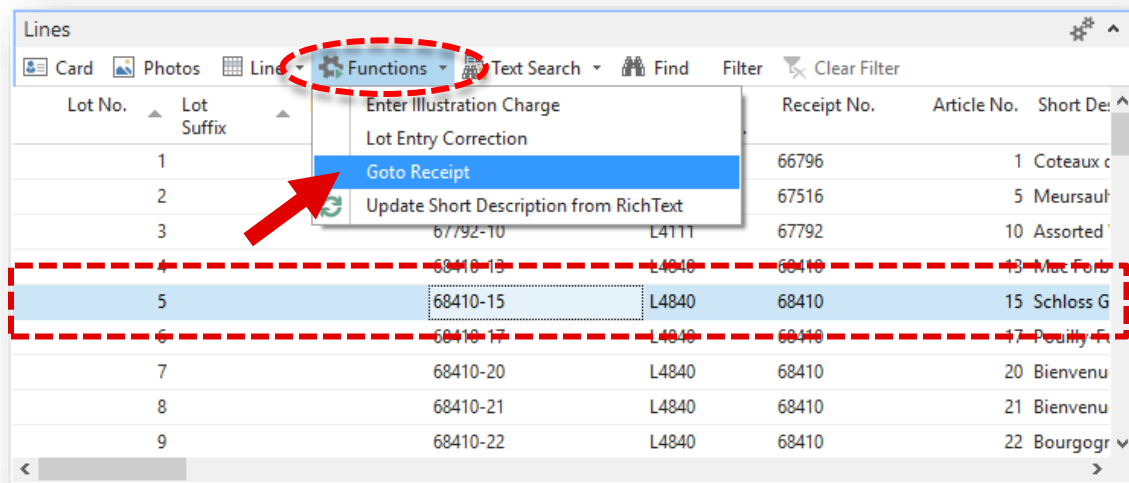 Lines
Card Photos Line Functions Text Search Find Filter Clear Filter
Lot No. Lot Suffix Receipt No. Article No. Short De
Enter Illustration Charge
Lot Entry Correction
Goto Receipt
Update Short Description from RichText
1 66796 1 Coteaux
2 67516 5 Meursaul
3 67792-10 L4111 67792 10 Assorted
4 68410-13 L4840 68410 13 Mac Forb
5 68410-15 L4840 68410 15 Schloss G
6 68410-17 L4840 68410 17 Pouilly-F
7 68410-20 L4840 68410 20 Bienvenu
8 68410-21 L4840 68410 21 Bienvenu
9 68410-22 L4840 68410 22 Bourgogr